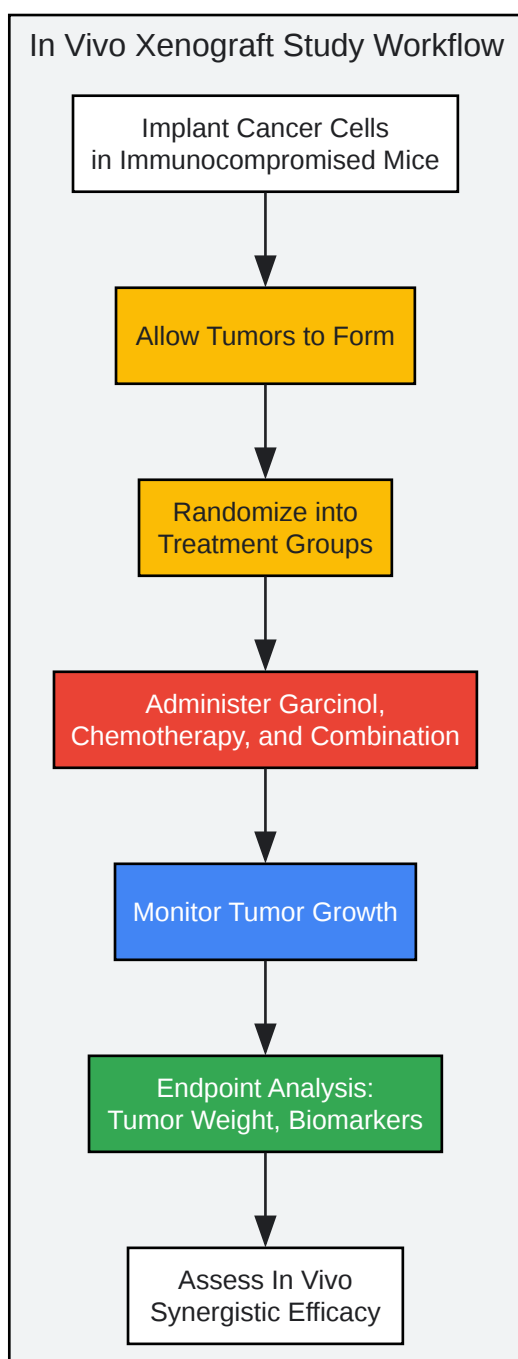 In Vivo Xenograft Study Workflow
Implant Cancer Cells
in Immunocompromised Mice
Allow Tumors to Form
Randomize into
Treatment Groups
Administer Garcinol,
Chemotherapy, and Combination
Monitor Tumor Growth
Endpoint Analysis:
Tumor Weight, Biomarkers
Assess In Vivo
Synergistic Efficacy